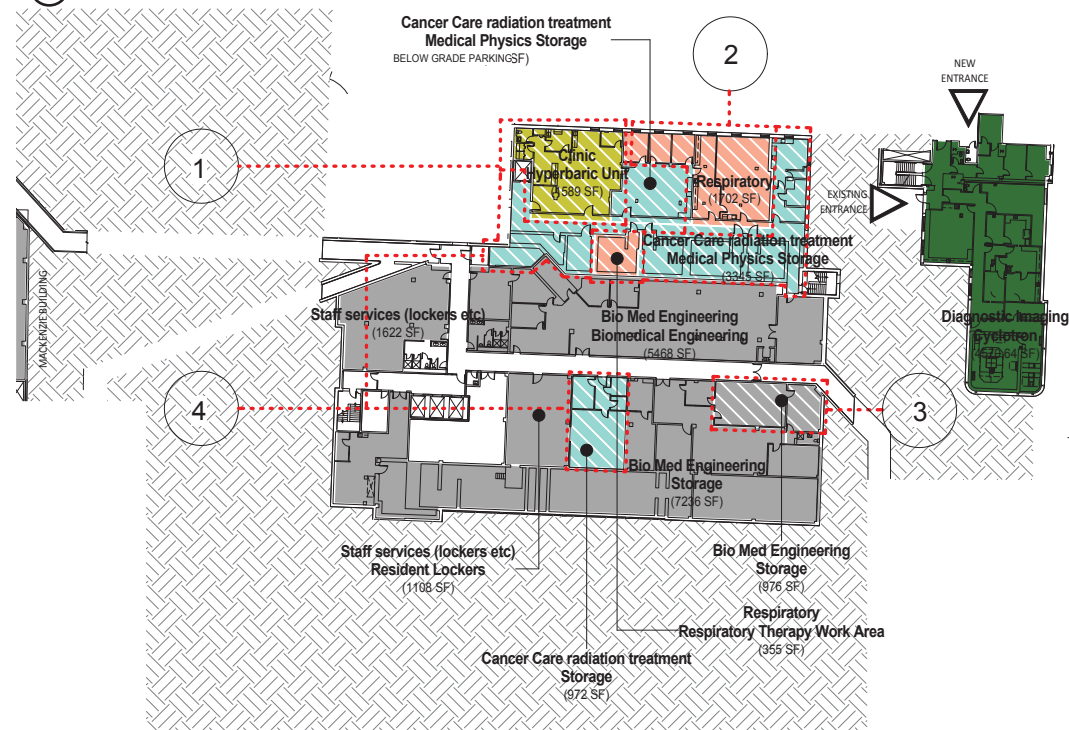 Cancer Care radiation treatment
Medical Physics Storage
BELOW GRADE PARKING SF)
2
NEW
ENTRANCE
1
Clinic
Hyperbaric Unit
1589 SF)
Respiratory
(1702 SF)
EXISTING
ENTRANCE
Cancer Care radiation treatment
Medical Physics Storage
(3345 SF)
MACKENZIE BUILDING
Staff services (lockers etc)
(1622 SF)
Bio Med Engineering
Biomedical Engineering
(5468 SF)
Diagnostic Imaging
Cyclotron
4
3
Bio Med Engineering
Storage
(7236 SF)
Staff services (lockers etc)
Resident Lockers
(1108 SF)
Bio Med Engineering
Storage
(976 SF)
Respiratory
Respiratory Therapy Work Area
(355 SF)
Cancer Care radiation treatment
Storage
(972 SF)